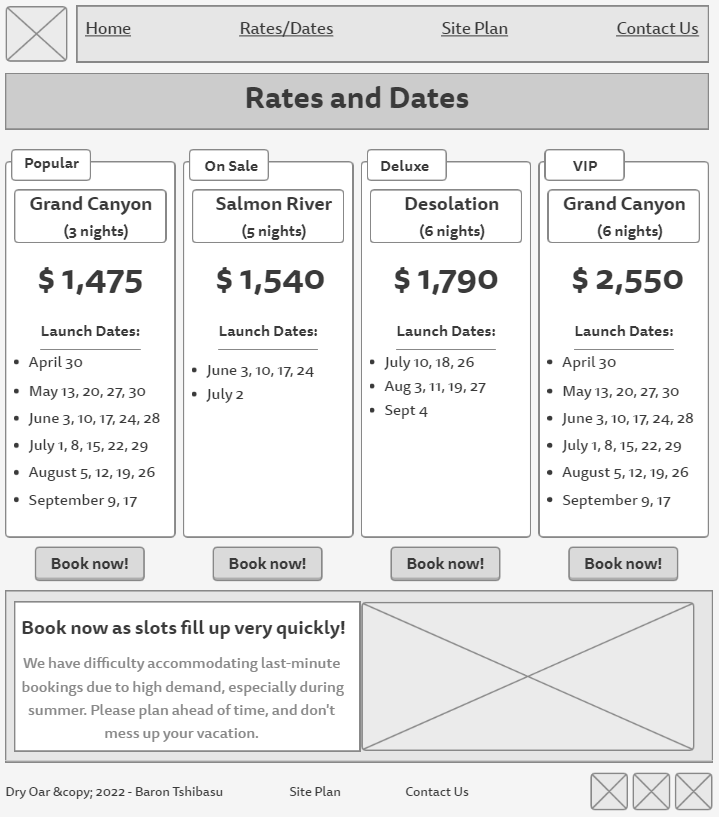 Home Rates/Dates Site Plan Contact Us
Rates and Dates
Popular
Grand Canyon
(3 nights)
$ 1,475
Launch Dates:
• April 30
• May 13, 20, 27, 30
• June 3, 10, 17, 24, 28
• July 1, 8, 15, 22, 29
• August 5, 12, 19, 26
• September 9, 17
Book now!
On Sale
Salmon River
(5 nights)
$ 1,540
Launch Dates:
• June 3, 10, 17, 24
• July 2
Book now!
Deluxe
Desolation
(6 nights)
$ 1,790
Launch Dates:
• July 10, 18, 26
• Aug 3, 11, 19, 27
• Sept 4
Book now!
VIP
Grand Canyon
(6 nights)
$ 2,550
Launch Dates:
• April 30
• May 13, 20, 27, 30
• June 3, 10, 17, 24, 28
• July 1, 8, 15, 22, 29
• August 5, 12, 19, 26
• September 9, 17
Book now!
Book now as slots fill up very quickly!
We have difficulty accommodating last-minute
bookings due to high demand, especially during
summer. Please plan ahead of time, and don't
mess up your vacation.
Dry Oar &copy; 2022 - Baron Tshibasu Site Plan Contact Us